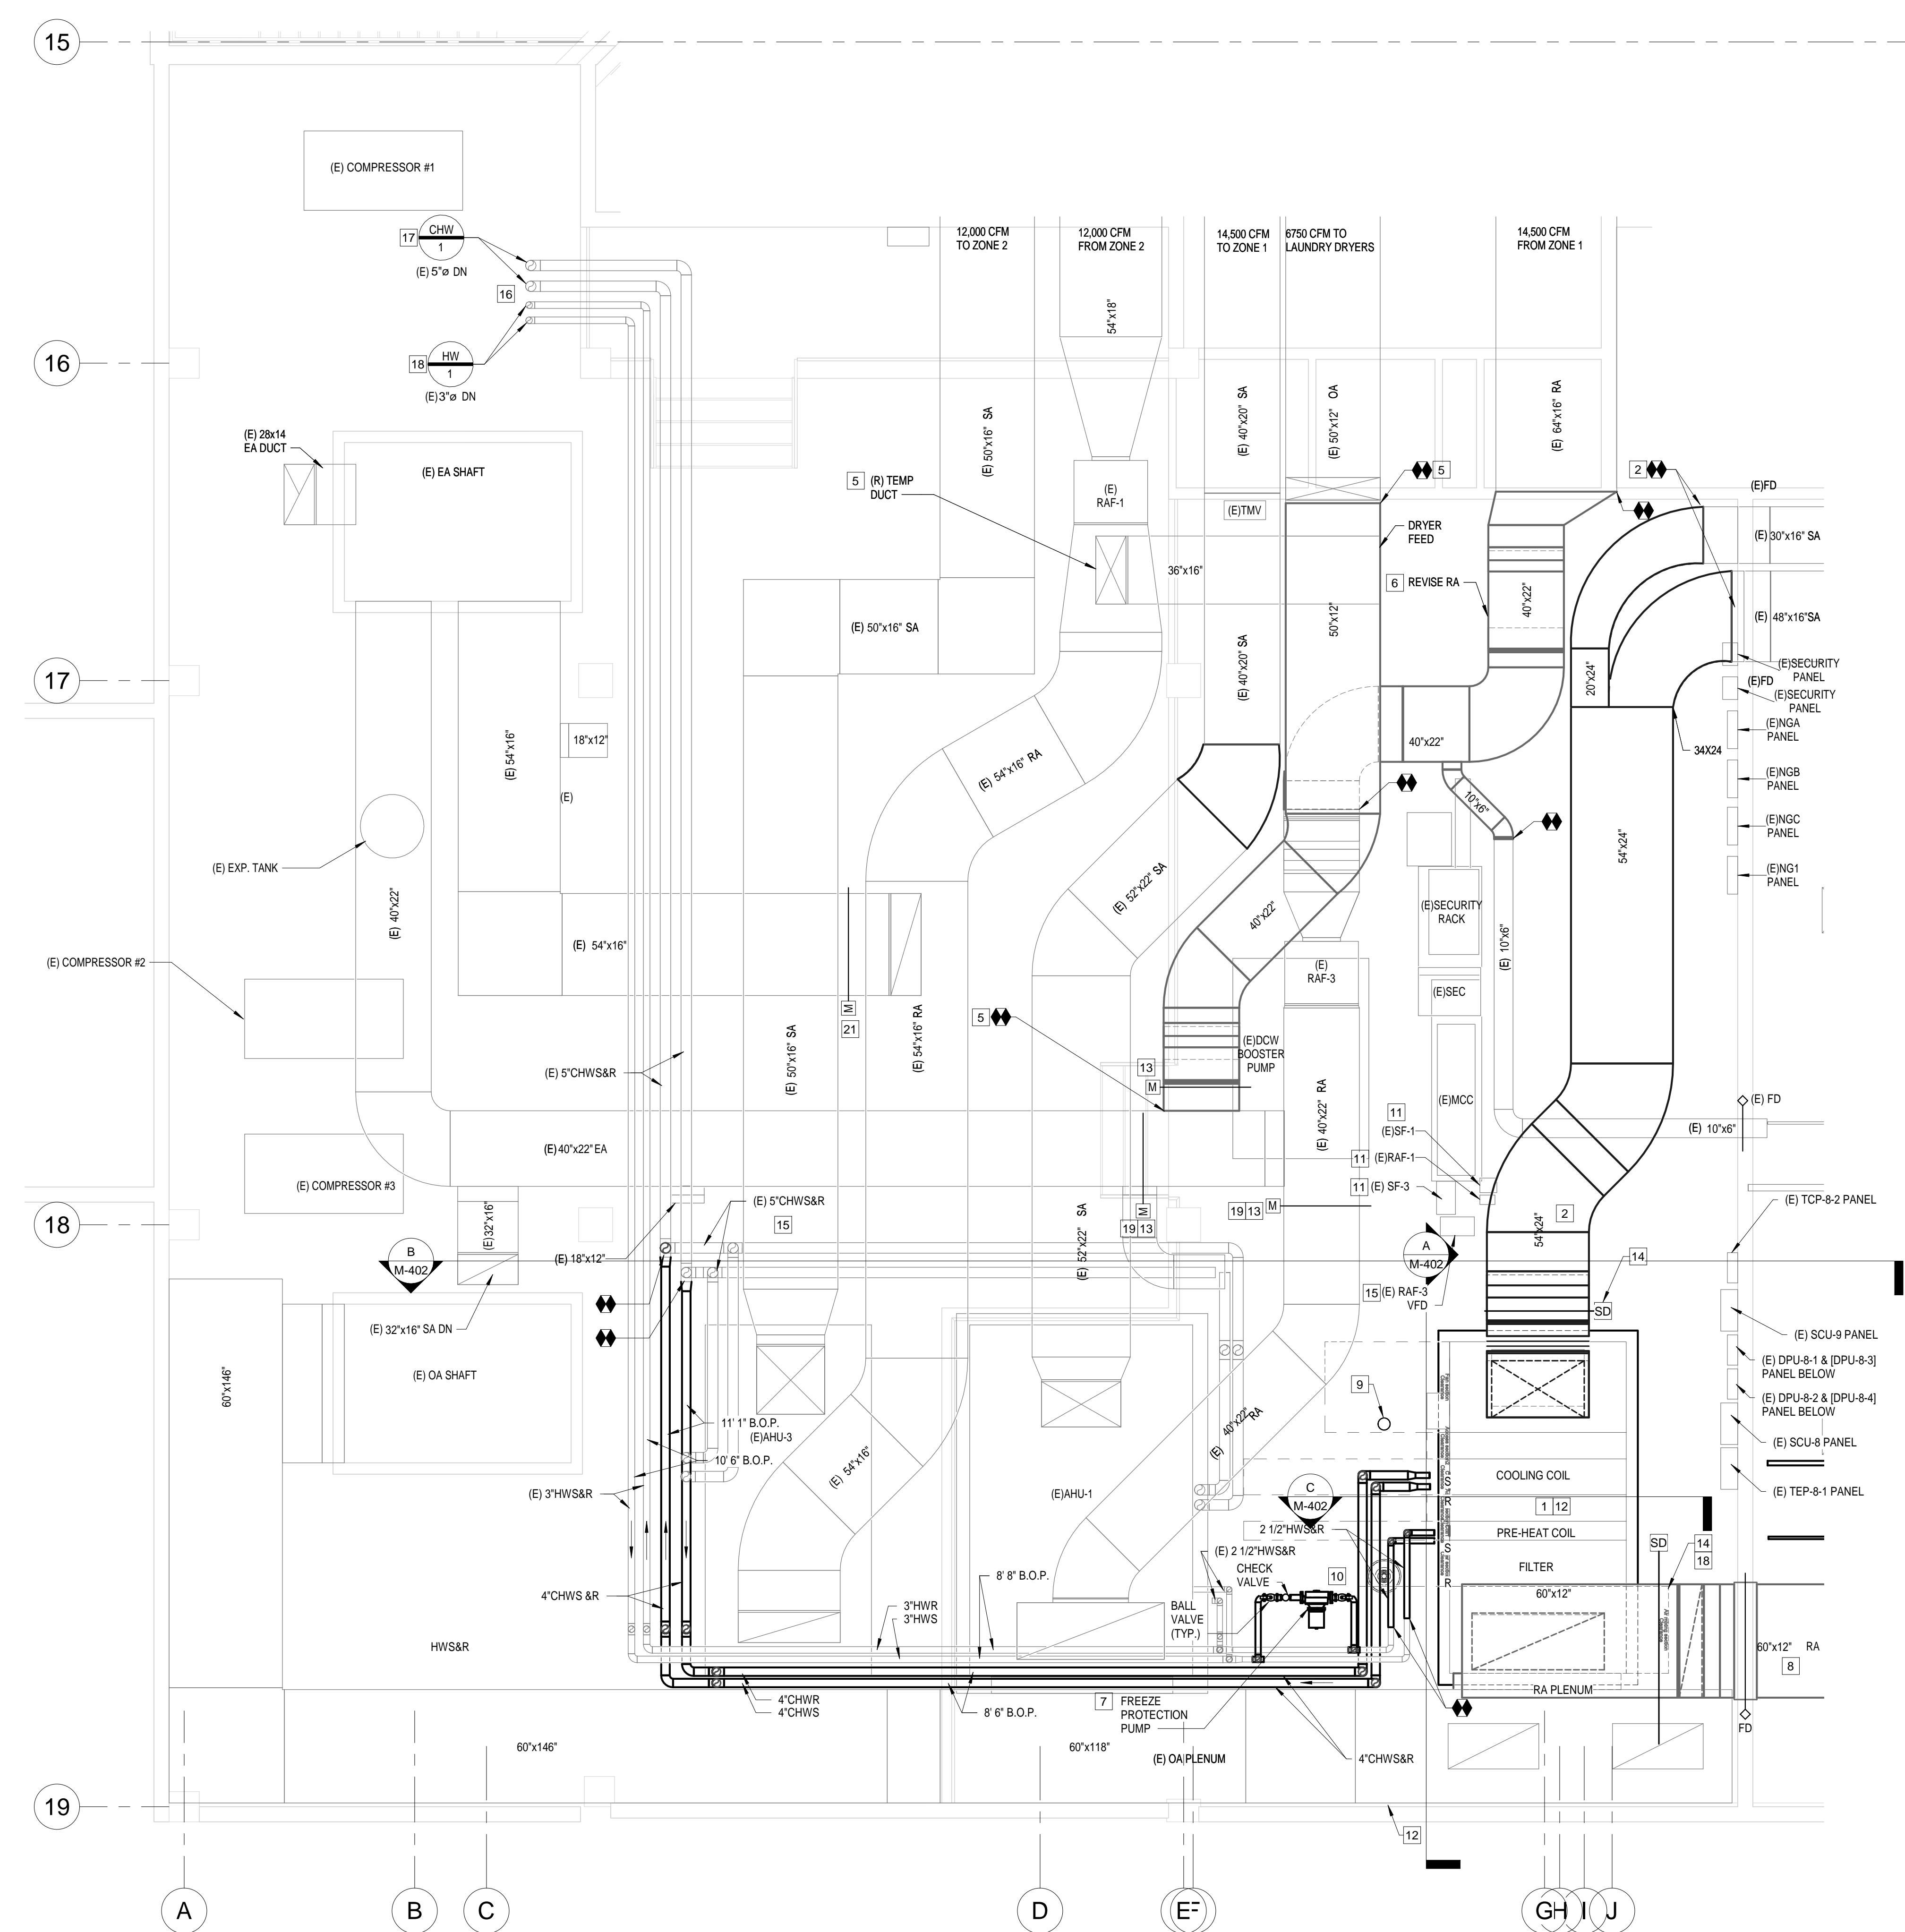 15
(E) COMPRESSOR #1
17
CHW
1
(E) 5"ø DN
16
12,000 CFM
TO ZONE 2
12,000 CFM
FROM ZONE 2
14,500 CFM
TO ZONE 1
6750 CFM TO
LAUNDRY DRYERS
14,500 CFM
FROM ZONE 1
54"x18"
16
18
HW
1
(E)3"ø DN
(E) 28x14
EA DUCT
(E) EA SHAFT
(E) 50"x16" SA
(E) 40"x20" SA
(E) 50"x12" OA
(E) 64"x16" RA
5
(R) TEMP
DUCT
(E)
RAF-1
(E)TMV
5
2
(E)FD
(E) 30"x16" SA
DRYER
FEED
36"x16"
6
REVISE RA
40"x22"
50"x12"
(E) 50"x16" SA
(E) 40"x20" SA
(E) 48"x16"SA
17
20"x24"
(E)SECURITY
PANEL
(E)FD
(E)SECURITY
PANEL
(E)NGA
PANEL
34X24
(E) 54"x16"
18"x12"
(E)
(E) 54"x16" RA
40"x22"
10"x6"
(E)NGB
PANEL
(E)NGC
PANEL
54"x24"
(E) EXP. TANK
(E)NG1
PANEL
(E) 40"x22"
(E) 52"x22" SA
40"x22"
(E)SECURITY
RACK
(E) 10"x6"
(E) 54"x16"
(E) COMPRESSOR #2
(E)
RAF-3
(E)SEC
M
21
5
(E) 50"x16" SA
(E) 54"x16" RA
(E)DCW
BOOSTER
PUMP
(E) 5"CHWS&R
13
M
(E) 40"x22" RA
(E)MCC
11
(E)SF-1
(E) FD
(E) 10"x6"
(E)40"x22"EA
11
(E)RAF-1
(E) COMPRESSOR #3
11
(E) SF-3
(E) TCP-8-2 PANEL
(E) 5"CHWS&R
15
18
(E)32"x16"
M
19 13
19 13
M
(E) 52"x22" SA
2
54"x24"
B
M-402
(E) 18"x12"
A
M-402
14
15
(E) RAF-3
VFD
SD
(E) 32"x16" SA DN
(E) SCU-9 PANEL
(E) DPU-8-1 & [DPU-8-3]
PANEL BELOW
(E) OA SHAFT
60"x146"
9
(E) DPU-8-2 & [DPU-8-4]
PANEL BELOW
11' 1" B.O.P.
(E)AHU-3
10' 6" B.O.P.
(E) 40"x22" RA
(E) SCU-8 PANEL
(E) 54"x16"
COOLING COIL
(E) 3"HWS&R
(E)AHU-1
C
M-402
(E) TEP-8-1 PANEL
1 12
2 1/2"HWS&R
PRE-HEAT COIL
(E) 2 1/2"HWS&R
SD
14
18
CHECK
VALVE
10
FILTER
8' 8" B.O.P.
60"x12"
4"CHWS &R
3"HWR
3"HWS
BALL
VALVE
(TYP.)
HWS&R
60"x12" RA
8
RA PLENUM
4"CHWR
4"CHWS
8' 6" B.O.P.
7
FREEZE
PROTECTION
PUMP
FD
60"x146"
60"x118"
(E) OA PLENUM
4"CHWS&R
19
12
A
B
C
D
E
F
G
H
I
J